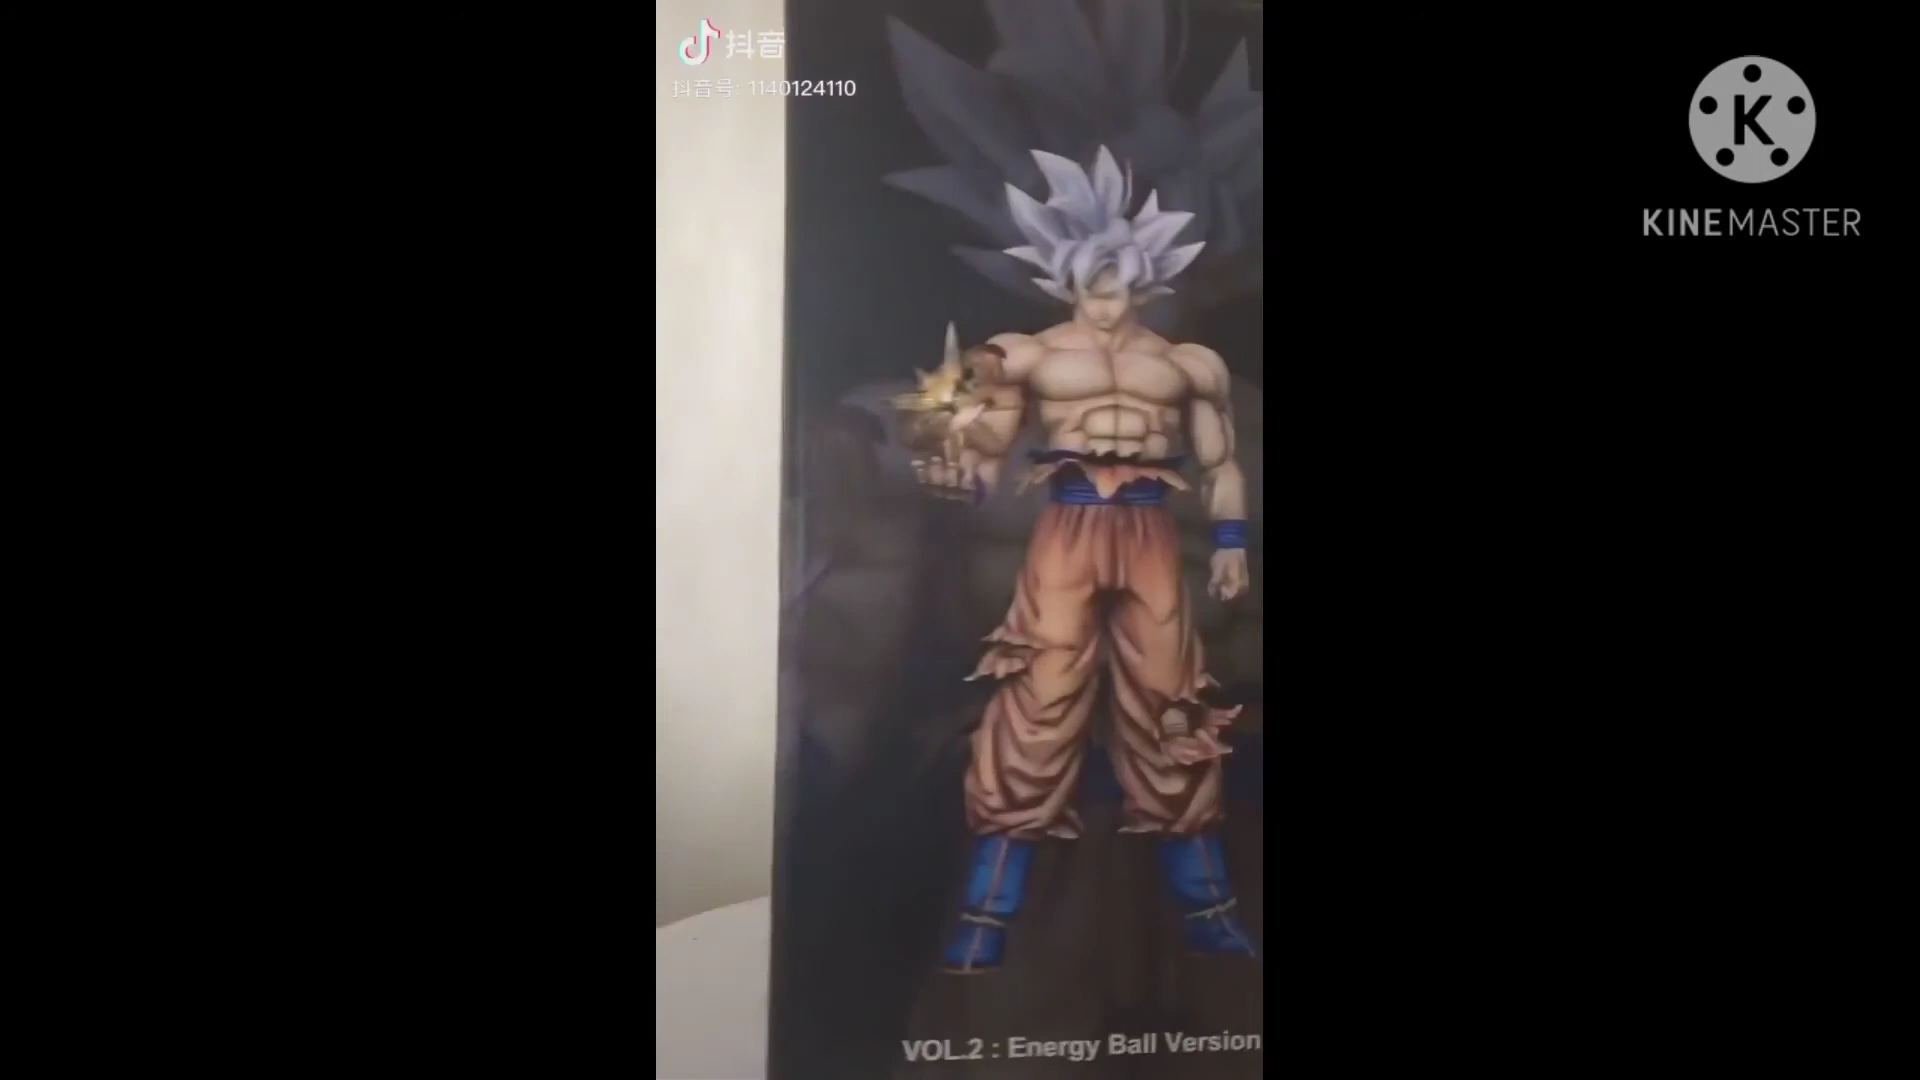 抖音
抖音号: 1140124110
K
KINEMASTER
VOL.2 : Energy Ball Version